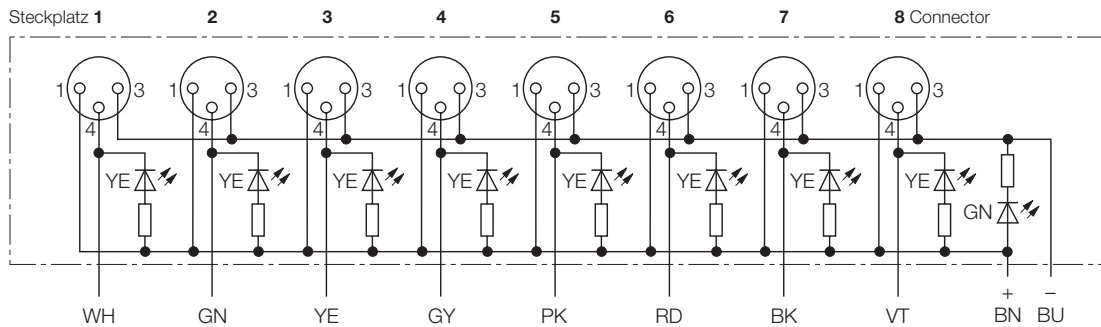 Steckplatz 1 2 3 4 5 6 7 8 Connector
1 3 1 3 1 3 1 3 1 3 1 3 1 3 1 3
4 4 4 4 4 4 4 4
YE YE YE YE YE YE YE YE
GN
+ −
WH GN YE GY PK RD BK VT BN BU